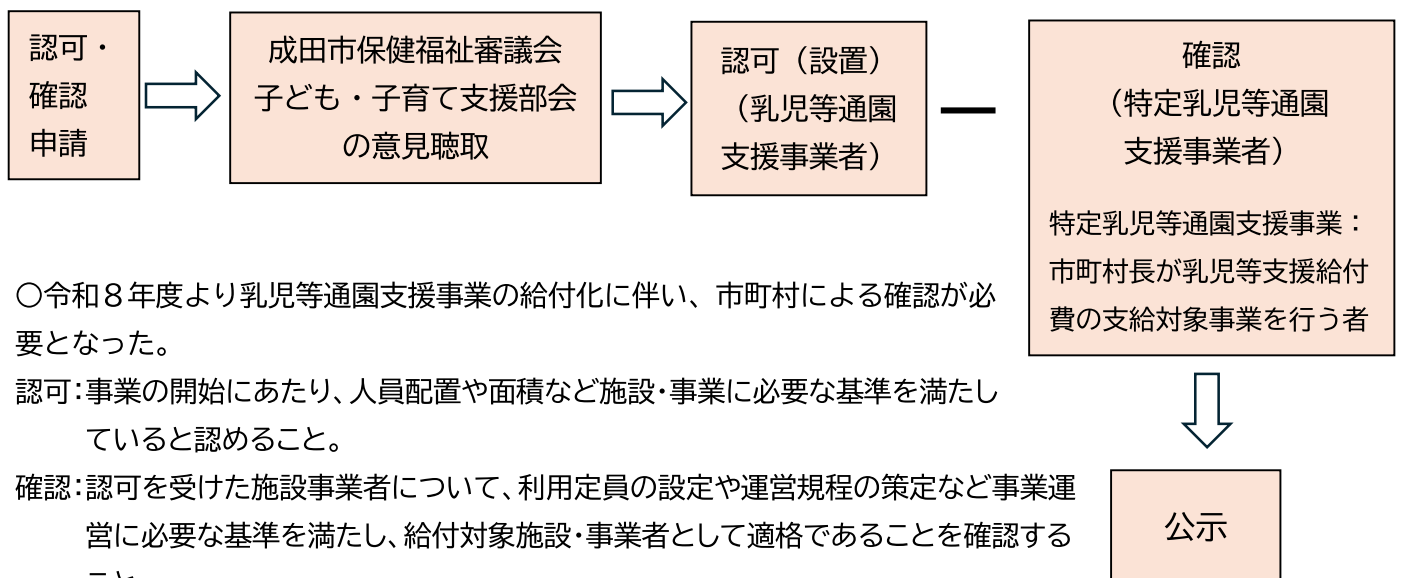 認可・
確認
申請
成田市保健福祉審議会
子ども・子育て支援部会
の意見聴取
認可（設置）
（乳児等通園
支援事業者）
確認
（特定乳児等通園
支援事業者）
特定乳児等通園支援事業：
市町村長が乳児等支援給付
費の支給対象事業を行う者
〇令和８年度より乳児等通園支援事業の給付化に伴い、市町村による確認が必
要となった。
認可：事業の開始にあたり、人員配置や面積など施設・事業に必要な基準を満たし
ていると認めること。
確認：認可を受けた施設事業者について、利用定員の設定や運営規程の策定など事業運
営に必要な基準を満たし、給付対象施設・事業者として適格であることを確認する
公示